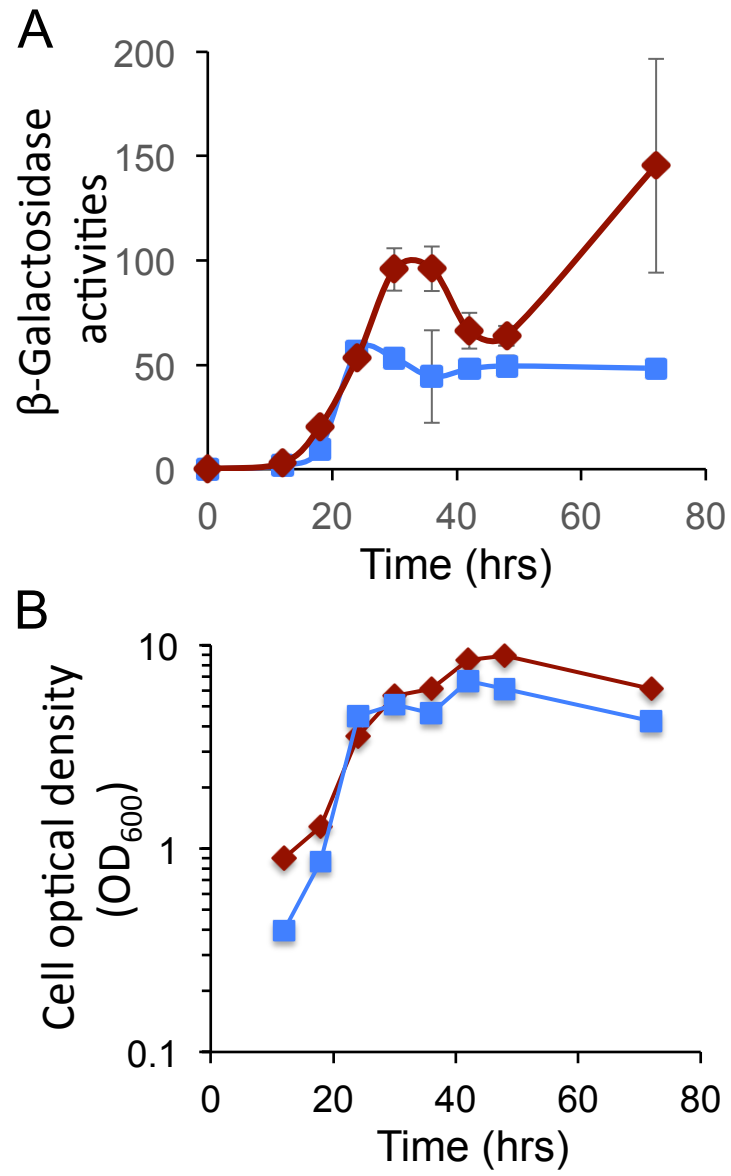 A
β-Galactosidase
activities
200
150
100
50
0
0 20 40 60 80
Time (hrs)
B
Cell optical density
(OD600)
10
1
0.1
0 20 40 60 80
Time (hrs)